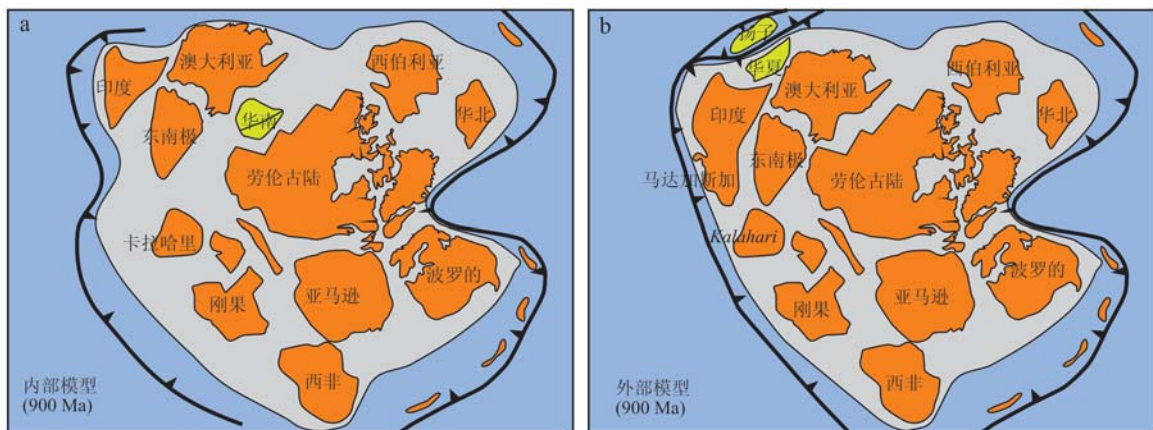 a
澳大利亚
西伯利亚
印度
华南
华北
东南极
劳伦古陆
卡拉哈里
波罗的
刚果
亚马逊
西非
内部模型
(900 Ma)
b
扬子
华夏
西伯利亚
澳大利亚
印度
华北
东南极
马达加斯加
劳伦古陆
Kalahari
波罗的
刚果
亚马逊
西非
外部模型
(900 Ma)